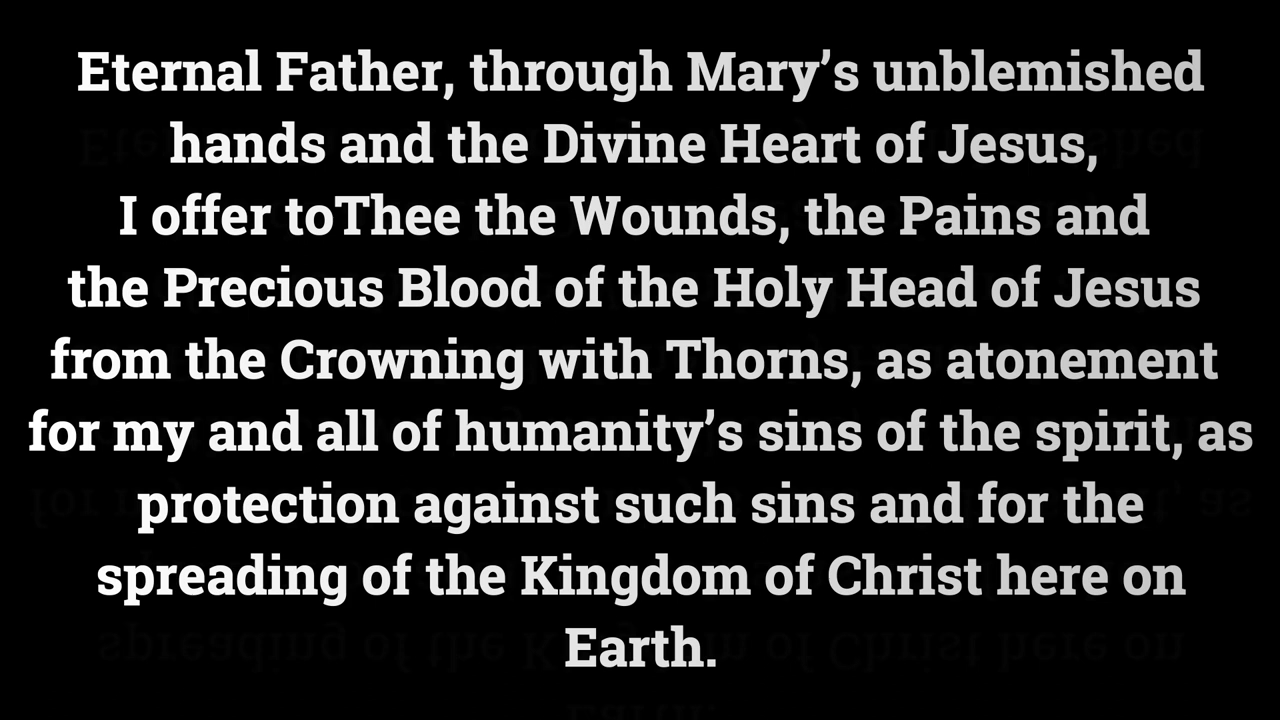 Eternal Father, through Mary’s unblemished
hands and the Divine Heart of Jesus,
I offer toThee the Wounds, the Pains and
the Precious Blood of the Holy Head of Jesus
from the Crowning with Thorns, as atonement
for my and all of humanity’s sins of the spirit, as
protection against such sins and for the
spreading of the Kingdom of Christ here on
Earth.